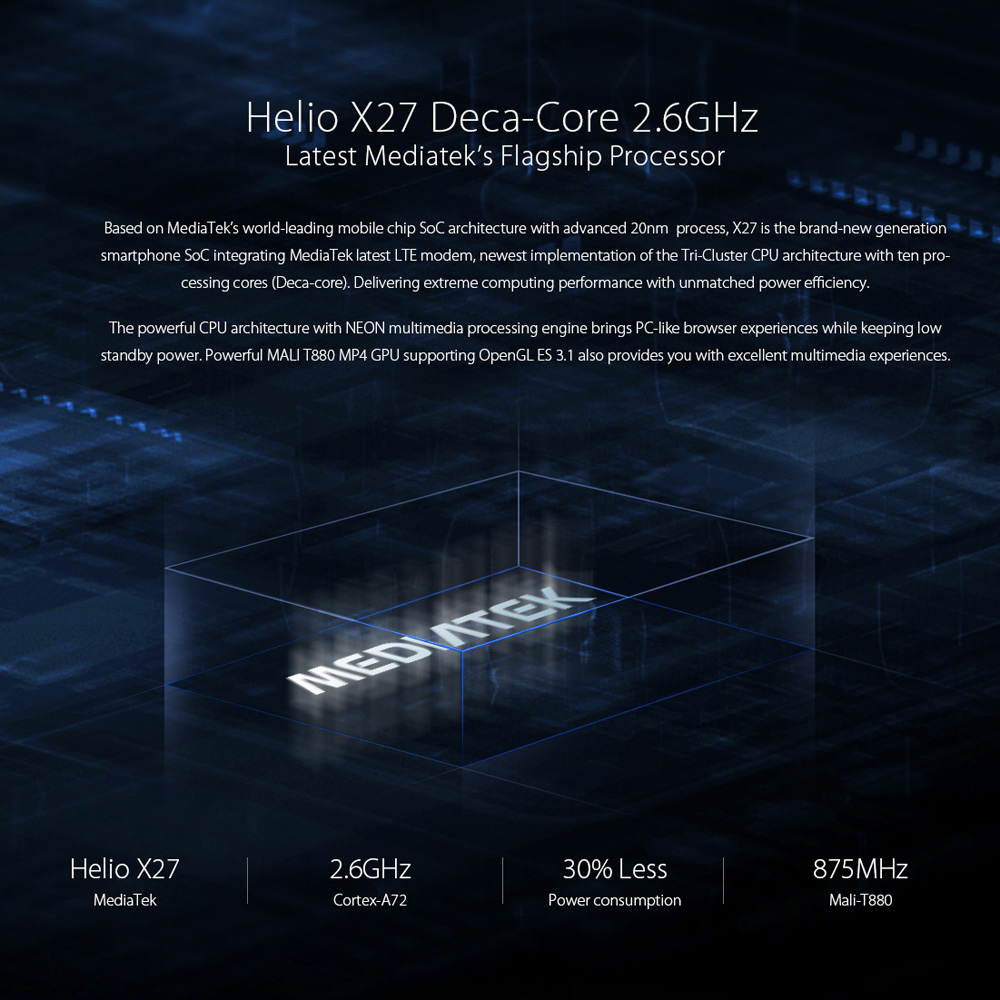 Helio X27 Deca-Core 2.6GHz
Latest Mediatek's Flagship Processor
Based on MediaTek's world-leading mobile chip SoC architecture with advanced 20nm process, X27 is the brand-new generation
smartphone SoC integrating MediaTek latest LTE modem, newest implementation of the Tri-Cluster CPU architecture with ten pro-
cessing cores (Deca-core). Delivering extreme computing performance with unmatched power efficiency.
The powerful CPU architecture with NEON multimedia processing engine brings PC-like browser experiences while keeping low
standby power. Powerful MALI T880 MP4 GPU supporting OpenGL ES 3.1 also provides you with excellent multimedia experiences.
MEDIATEK
Helio X27
MediaTek
2.6GHz
Cortex-A72
30% Less
Power consumption
875MHz
Mali-T880